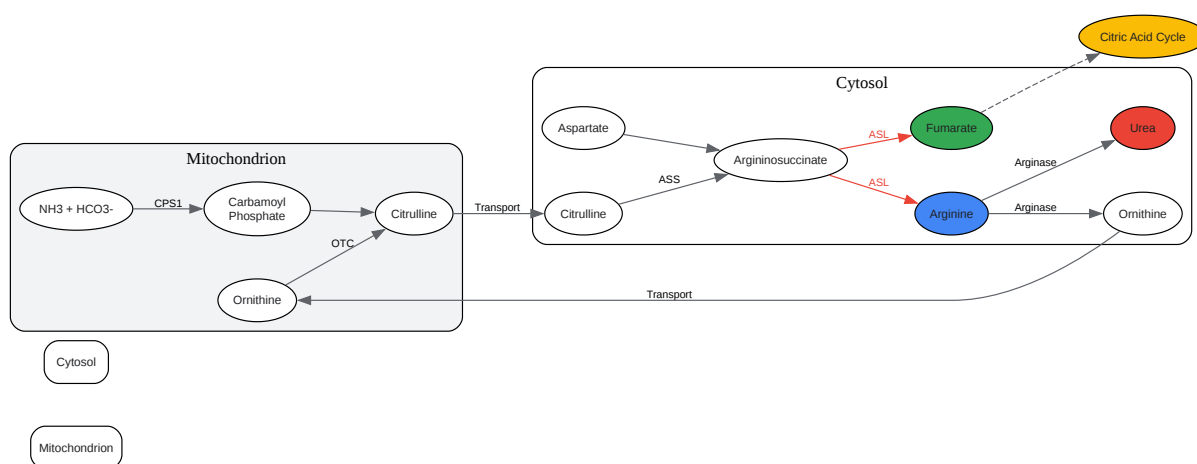 Citric Acid Cycle
Cytosol
Aspartate
ASL
Fumarate
Urea
Argininosuccinate
Arginase
Mitochondrion
ASS
ASL
NH3 + HCO3-
CPS1
Carbamoyl
Phosphate
Citrulline
Transport
Citrulline
Arginine
Arginase
Ornithine
OTC
Ornithine
Transport
Cytosol
Mitochondrion